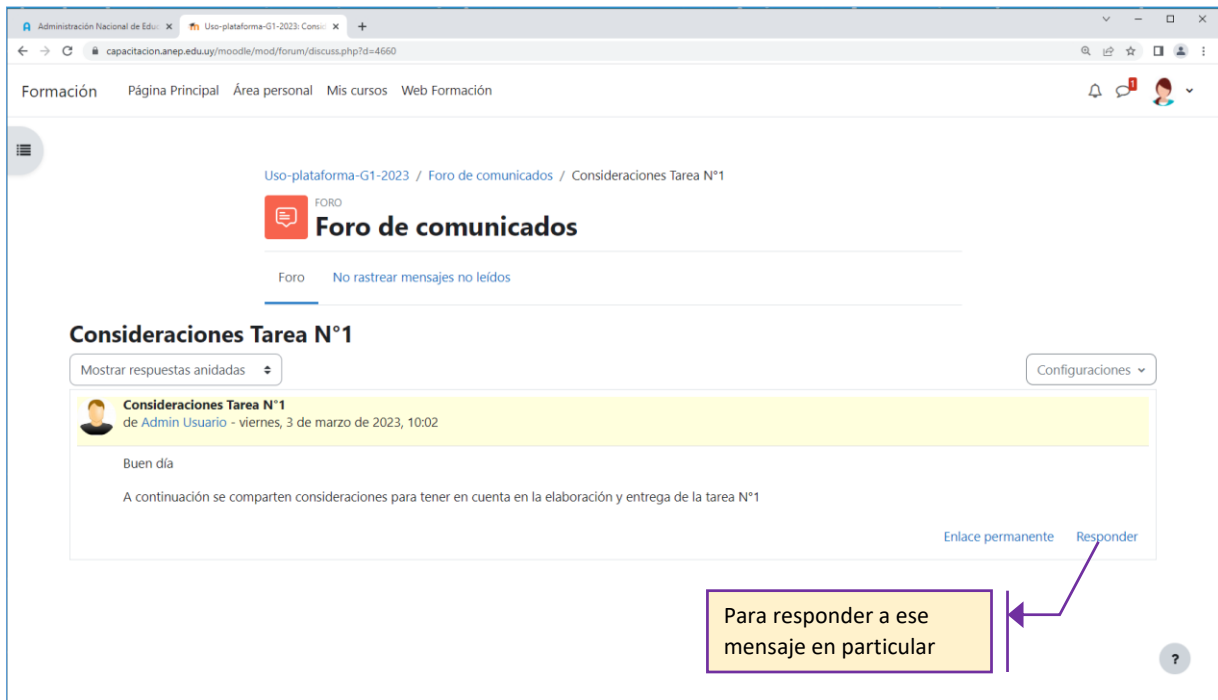 Administración Nacional de Educ
Uso-plataforma-G1-2023: Consid
capacitacion.anep.edu.uy/moodle/mod/forum/discuss.php?d=4660
Formación Página Principal Área personal Mis cursos Web Formación
1
Uso-plataforma-G1-2023 / Foro de comunicados / Consideraciones Tarea N°1
FORO
Foro de comunicados
Foro No rastrear mensajes no leídos
Consideraciones Tarea N°1
Mostrar respuestas anidadas
Configuraciones
Consideraciones Tarea N°1
de Admin Usuario - viernes, 3 de marzo de 2023, 10:02
Buen día
A continuación se comparten consideraciones para tener en cuenta en la elaboración y entrega de la tarea N°1
Enlace permanente Responder
Para responder a ese
mensaje en particular
?